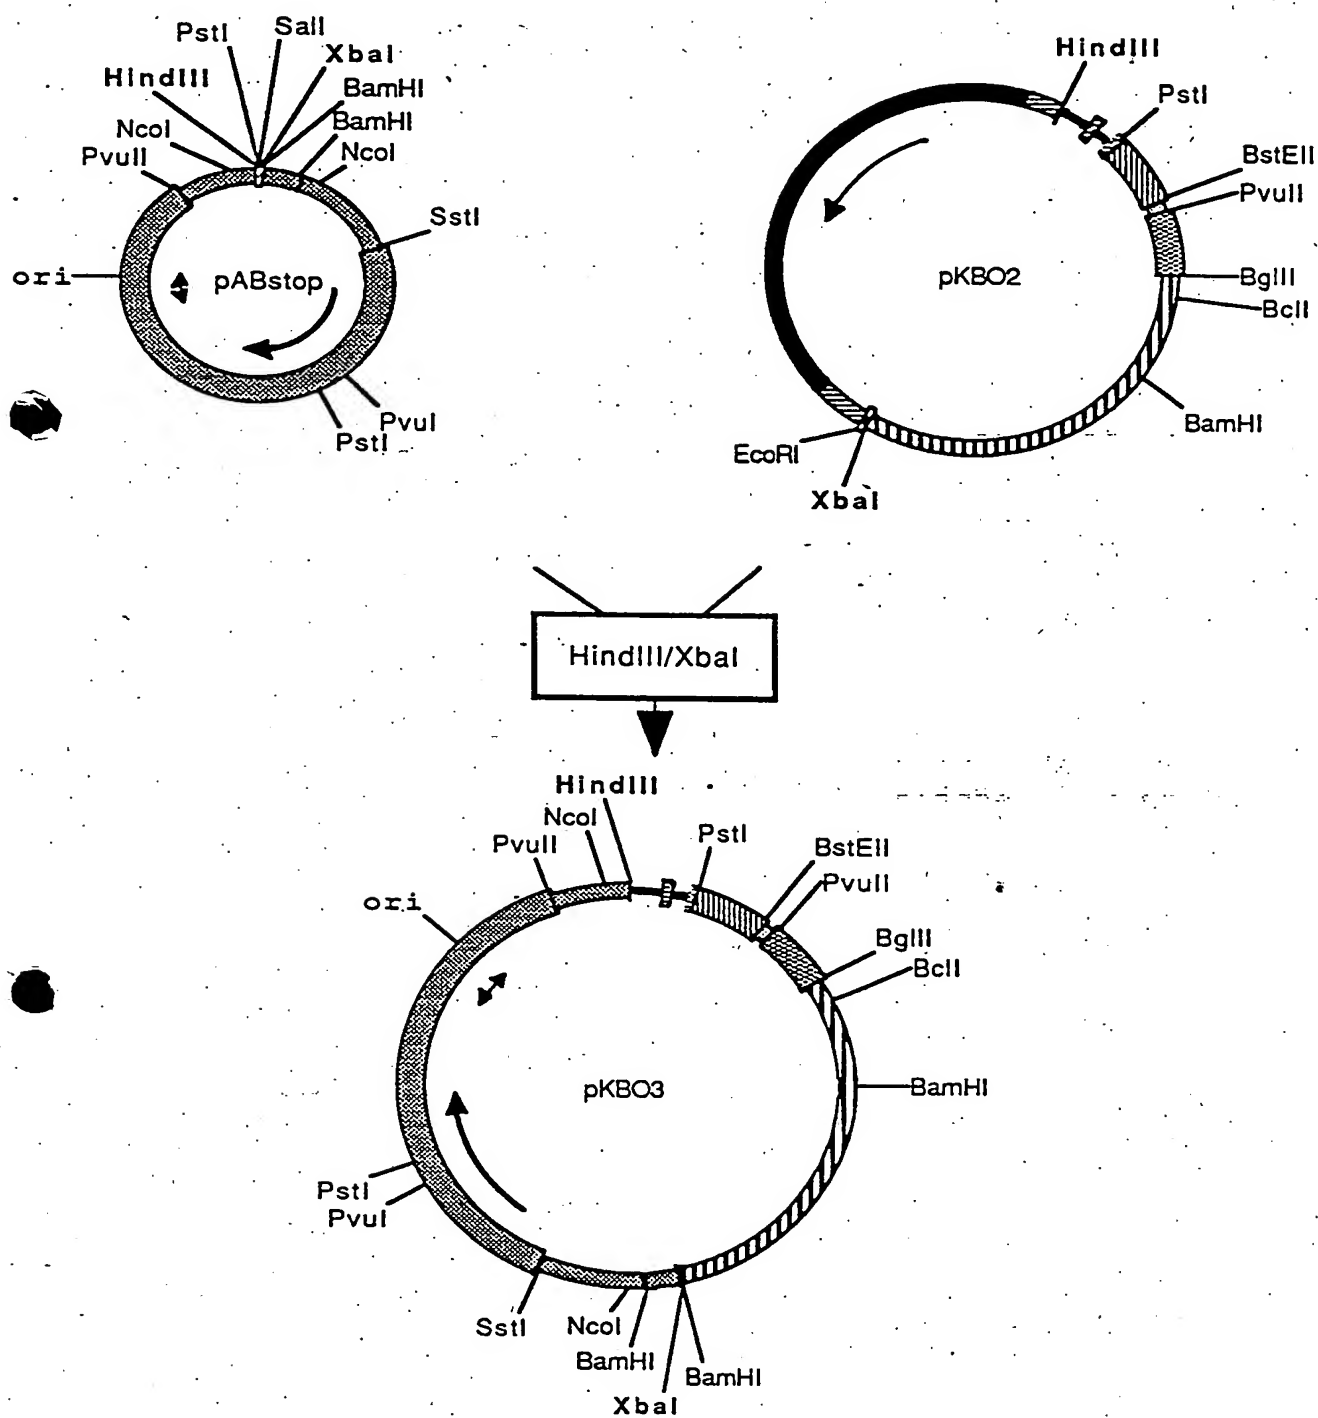 PstI
SalI
XbaI
HindIII
BamHI
BamHI
NcoI
NcoI
PvuII
SstI
ori
pABstop
PvuI
PstI
HindIII
PstI
BstEII
PvuII
pKBO2
BglII
BclI
BamHI
EcoRI
XbaI
HindIII/XbaI
HindIII
NcoI
PstI
PvuII
BstEII
PvuII
ori
BglII
BclI
pKBO3
BamHI
PstI
PvuI
SstI
NcoI
BamHI
BamHI
XbaI